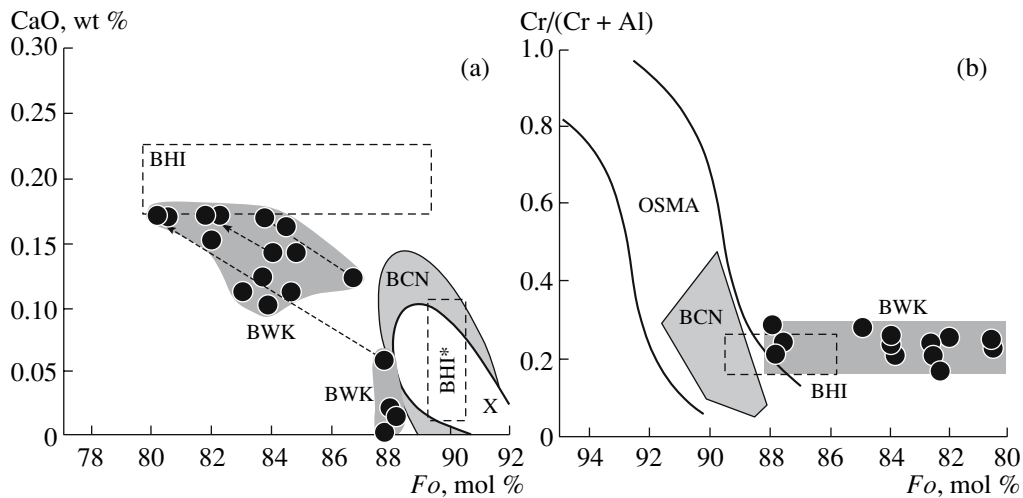 CaO, wt %
0.30
0.25
0.20
0.15
0.10
0.05
0
(a)
BHI
BWK
BCN
BHI*
BWK
X
78 80 82 84 86 88 90 92
Fo, mol %
Cr/(Cr + Al)
1.0
0.8
0.6
0.4
0.2
0
(b)
OSMA
BCN
BWK
BHI
94 92 90 88 86 84 82 80
Fo, mol %